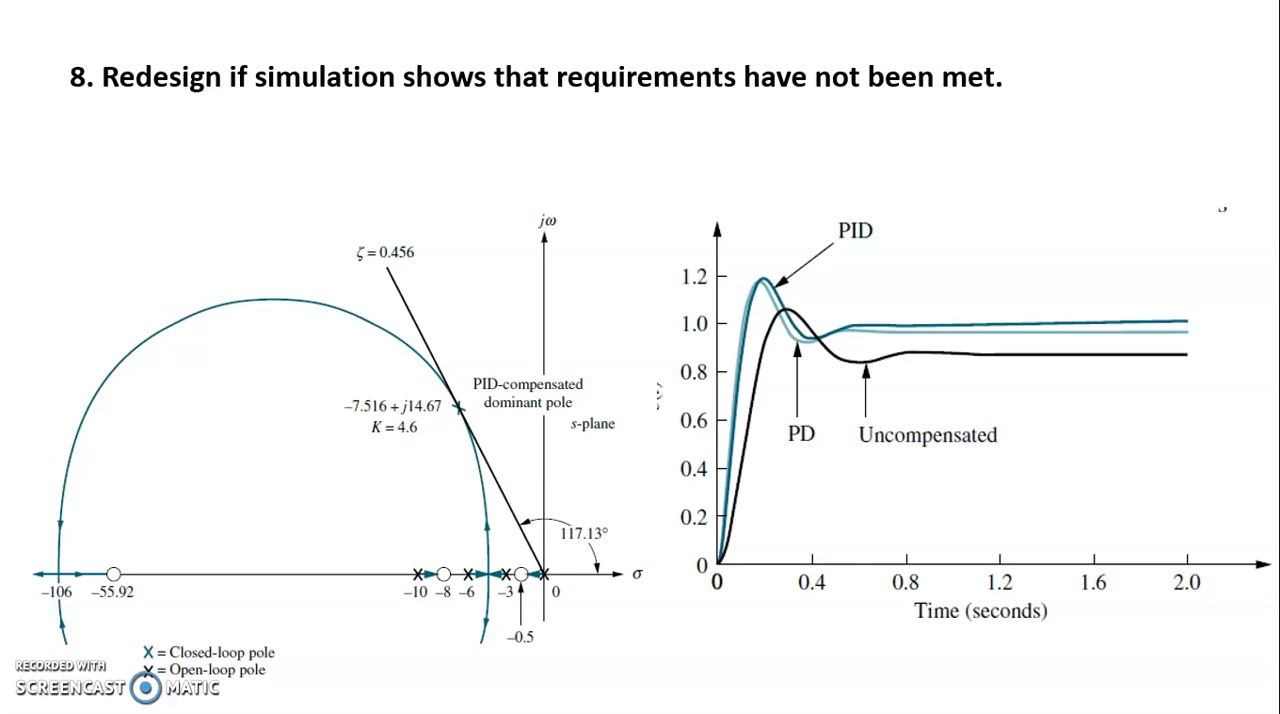 8. Redesign if simulation shows that requirements have not been met.
jω
ζ = 0.456
PID-compensated
dominant pole
−7.516 + j14.67
K = 4.6
s-plane
117.13°
σ
−106
−55.92
−10
−8
−6
−3
0
−0.5
X = Closed-loop pole
X = Open-loop pole
PID
1.2
1.0
0.8
0.6
0.4
0.2
0
PD
Uncompensated
0
0.4
0.8
1.2
1.6
2.0
Time (seconds)
RECORDED WITH
SCREENCAST MATIC